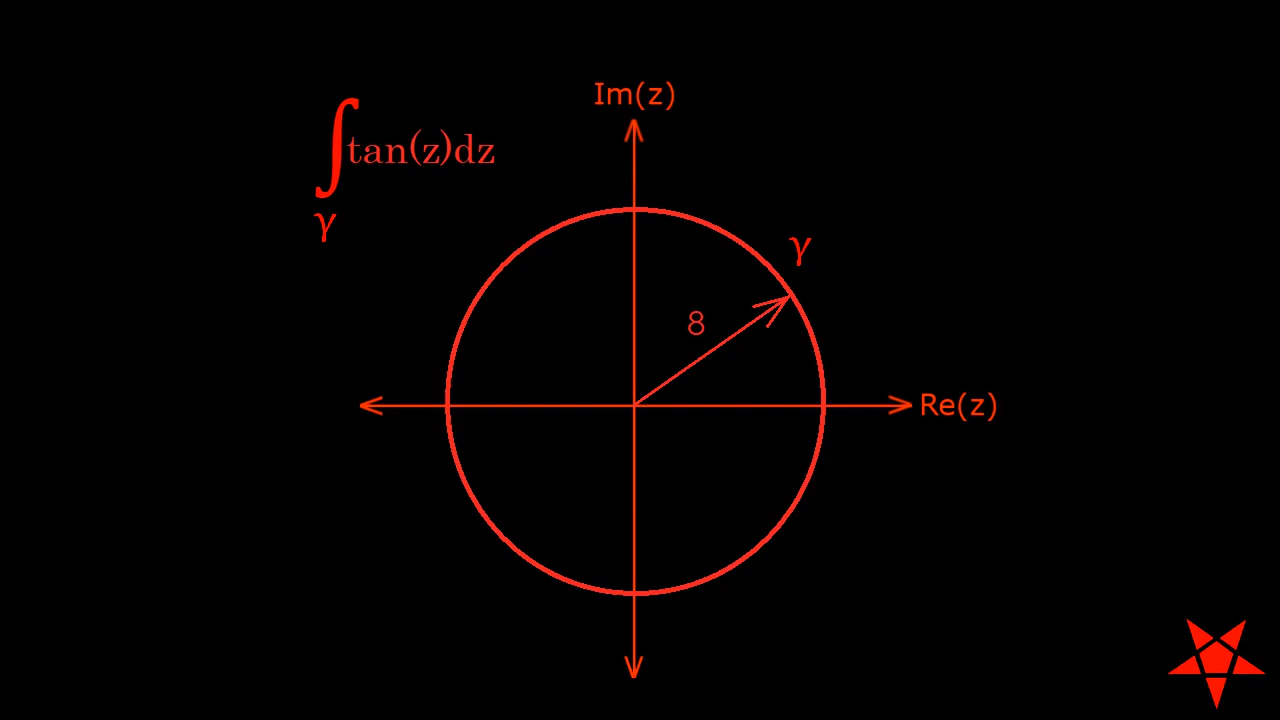 Im(z)
∫tan(z)dz
γ
γ
8
Re(z)